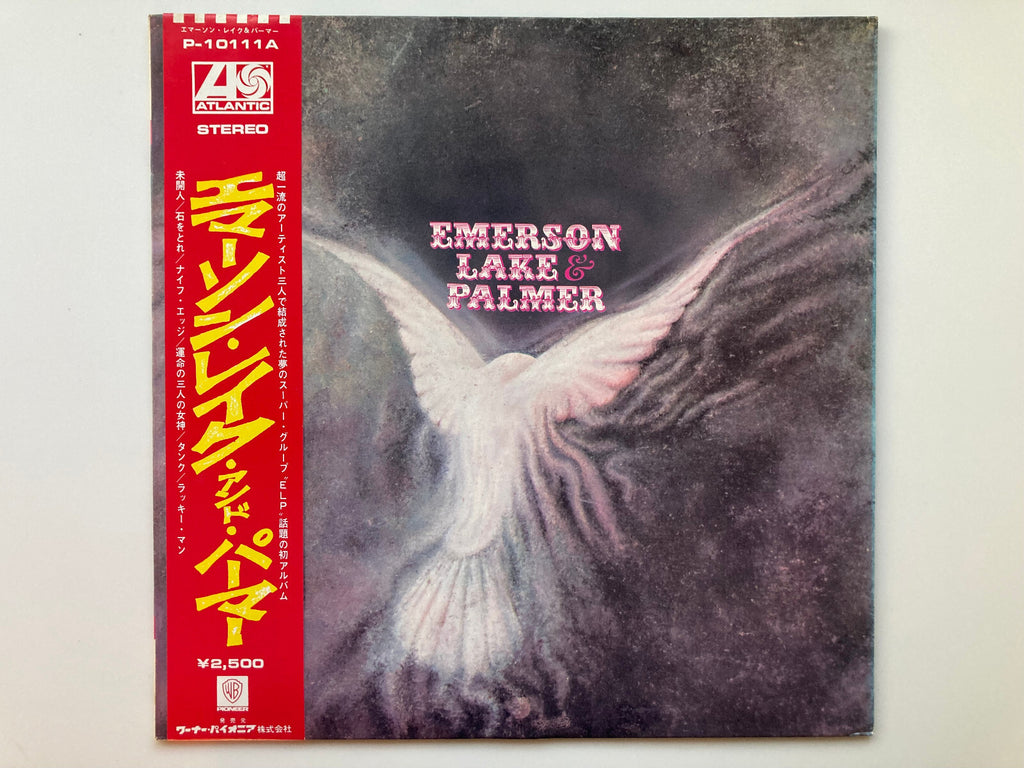 エマーソン・レイク&パーマー
P-10111A
ATLANTIC
STEREO
超一流のアーティスト三人で結成された夢のスーパー・グループ“ELP”話題の初アルバム
エマーソン・レイク・アンド・パーマー
未開人/石をとれ/ナイフ・エッジ/運命の三人の女神/タンク/ラッキー・マン
¥2,500
WB
PIONEER
発売元
ワーナー・パイオニア株式会社
EMERSON
LAKE &
PALMER